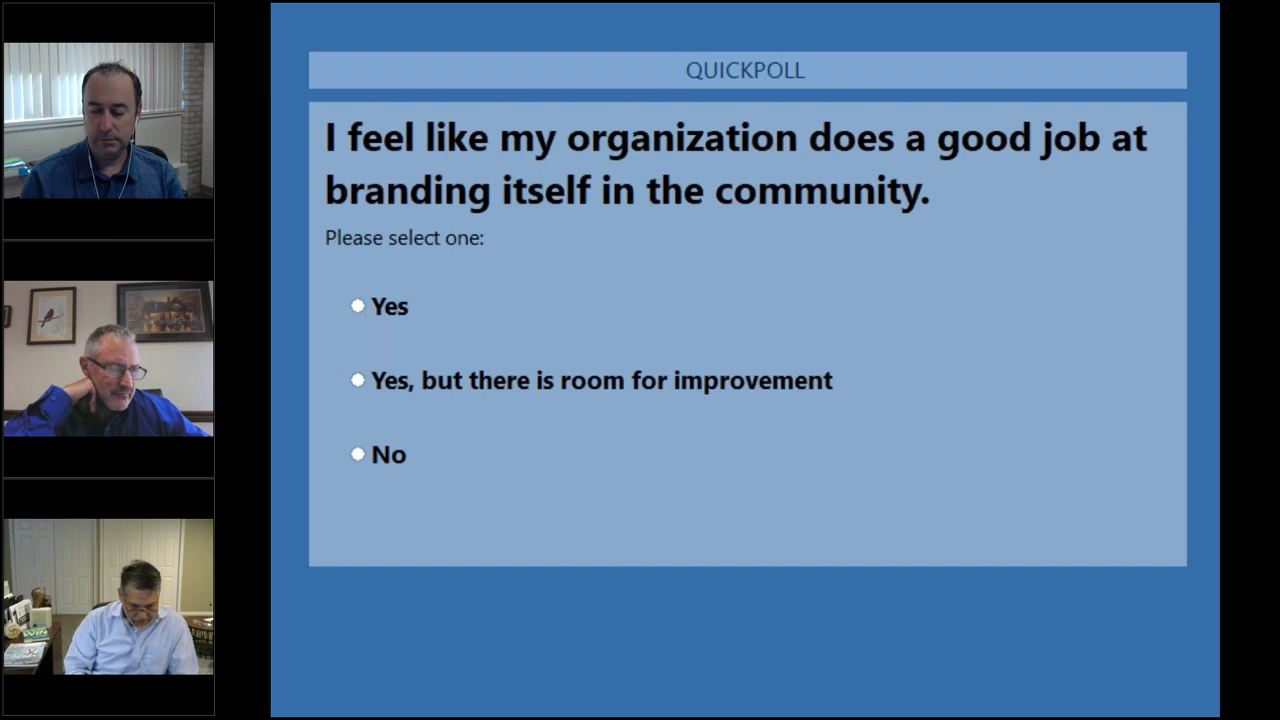 QUICKPOLL
I feel like my organization does a good job at
branding itself in the community.
Please select one:
Yes
Yes, but there is room for improvement
No
WIN